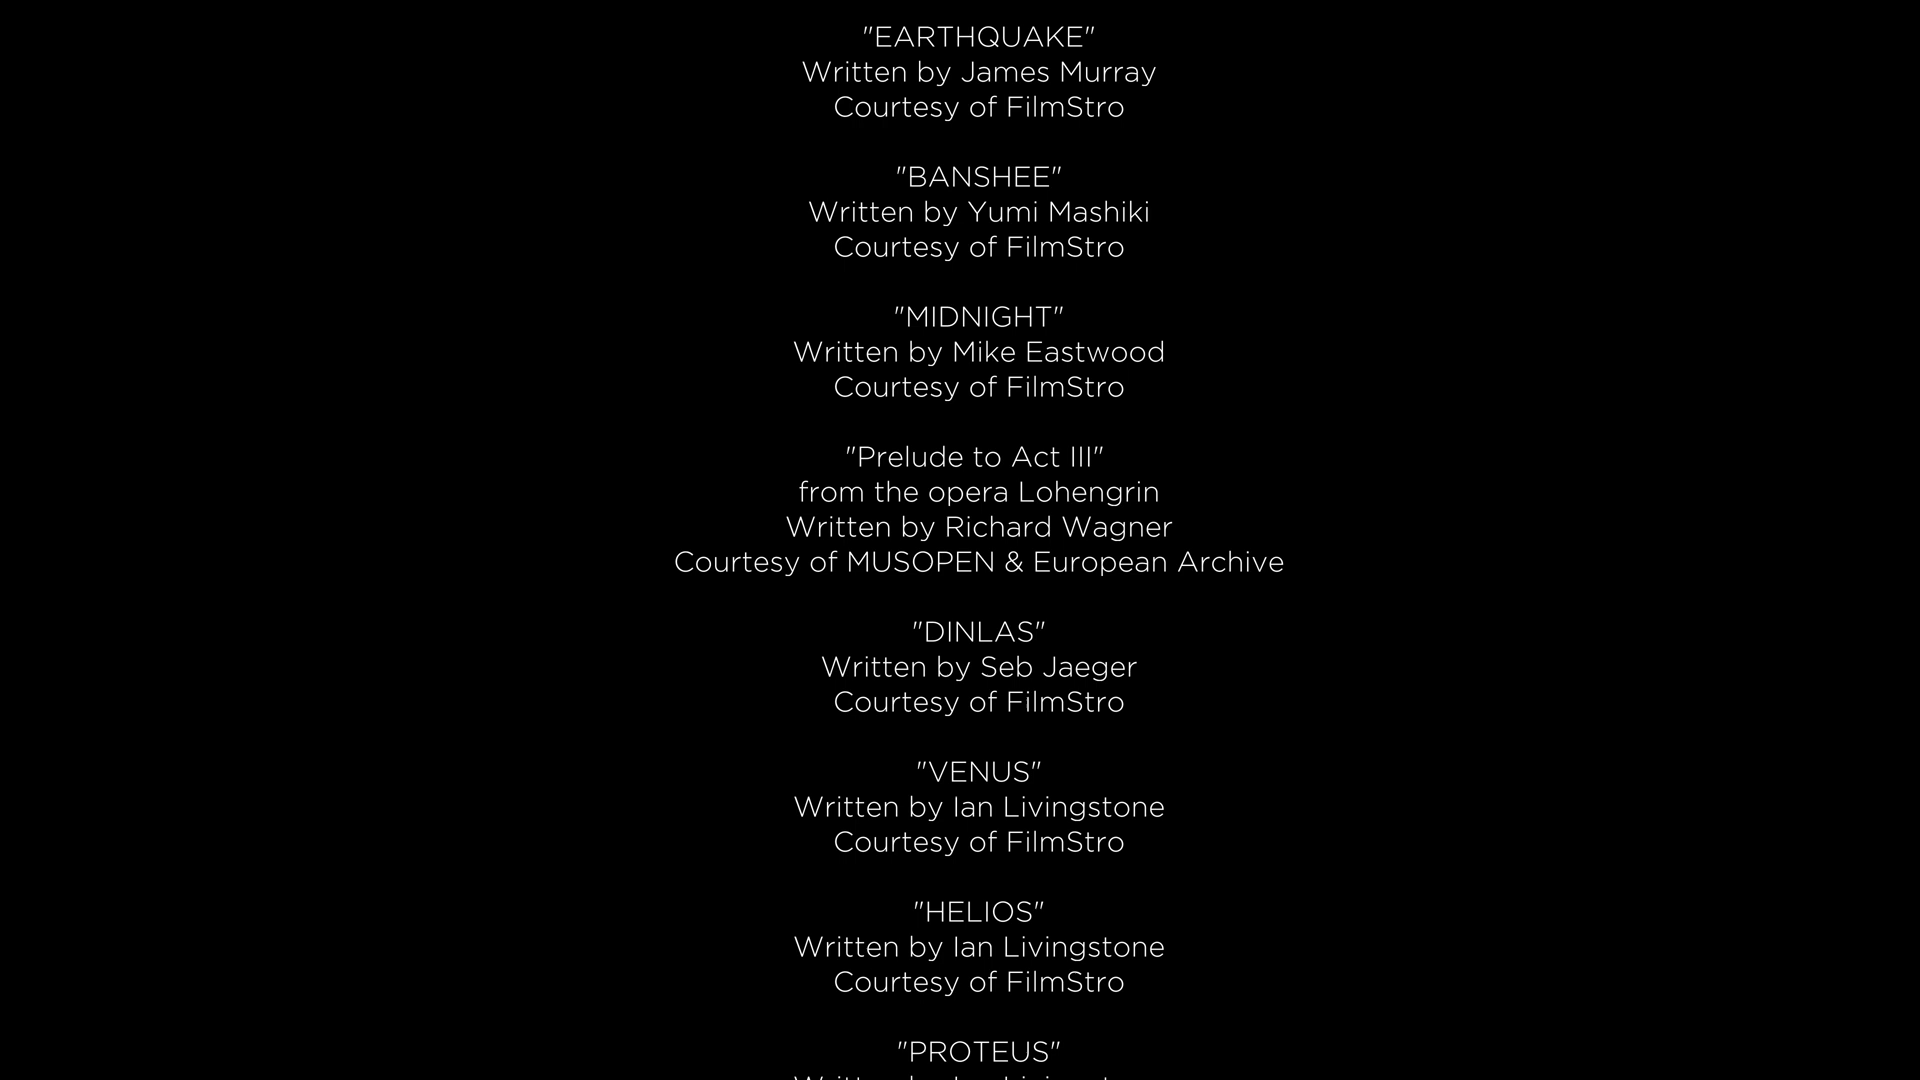 "EARTHQUAKE"
Written by James Murray
Courtesy of FilmStro
"BANSHEE"
Written by Yumi Mashiki
Courtesy of FilmStro
"MIDNIGHT"
Written by Mike Eastwood
Courtesy of FilmStro
"Prelude to Act III"
from the opera Lohengrin
Written by Richard Wagner
Courtesy of MUSOPEN & European Archive
"DINLAS"
Written by Seb Jaeger
Courtesy of FilmStro
"VENUS"
Written by Ian Livingstone
Courtesy of FilmStro
"HELIOS"
Written by Ian Livingstone
Courtesy of FilmStro
"PROTEUS"